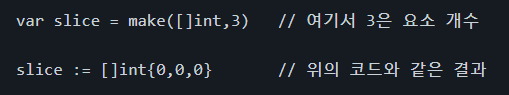 var slice = make([]int,3)   // 여기서 3은 요소 개수
slice := []int{0,0,0}       // 위의 코드와 같은 결과